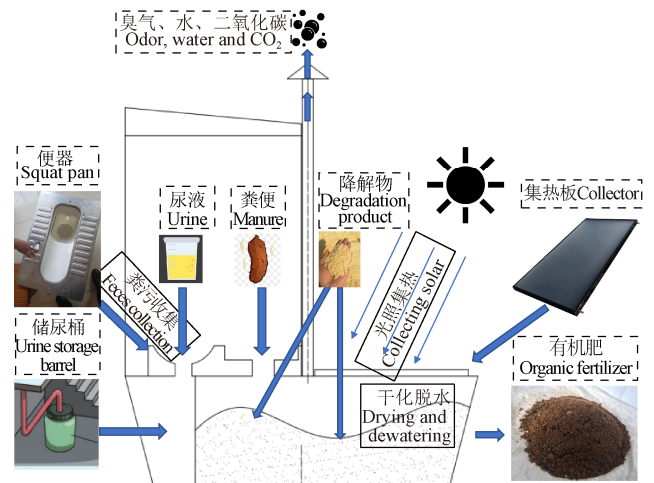 臭气、水、二氧化碳
Odor, water and CO₂
便器
Squat pan
尿液
Urine
粪便
Manure
降解物
Degradation
product
集热板Collector
粪污收集
Feces collection
光照集热
Collecting solar
储尿桶
Urine storage
barrel
有机肥
Organic fertilizer
干化脱水
Drying and
dewatering